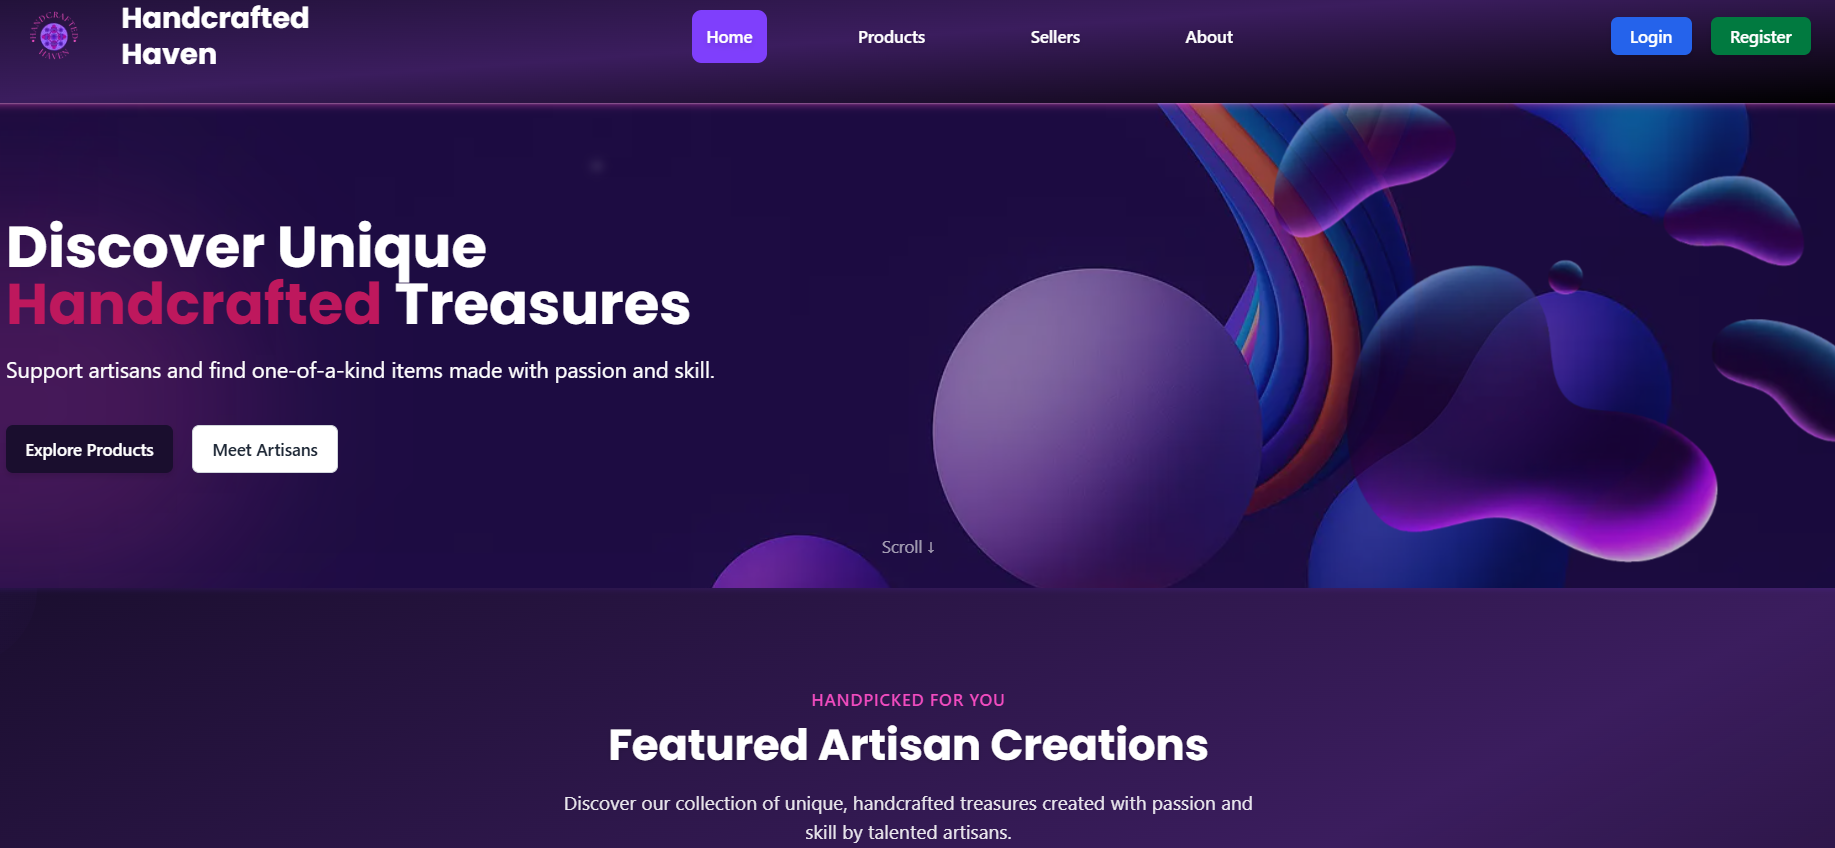 HANDCRAFTED
HAVEN
Handcrafted
Haven
Home
Products
Sellers
About
Login
Register
Discover Unique
Handcrafted Treasures
Support artisans and find one-of-a-kind items made with passion and skill.
Explore Products
Meet Artisans
Scroll ↓
HANDPICKED FOR YOU
Featured Artisan Creations
Discover our collection of unique, handcrafted treasures created with passion and
skill by talented artisans.